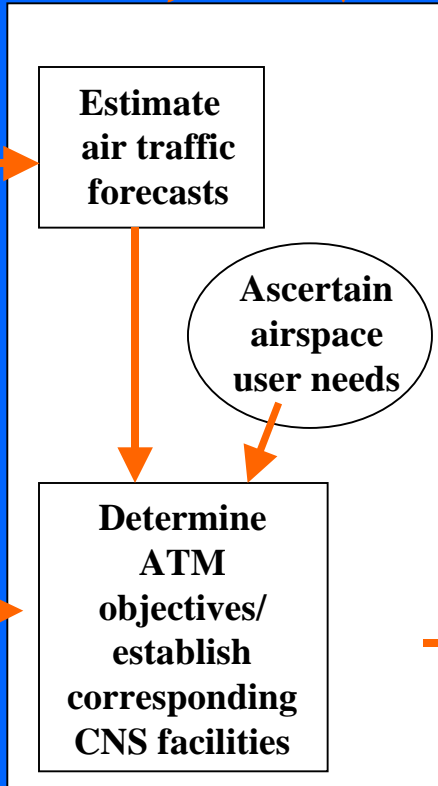 Estimate
air traffic
forecasts
Ascertain
airspace
user needs
Determine
ATM
objectives/
establish
corresponding
CNS facilities